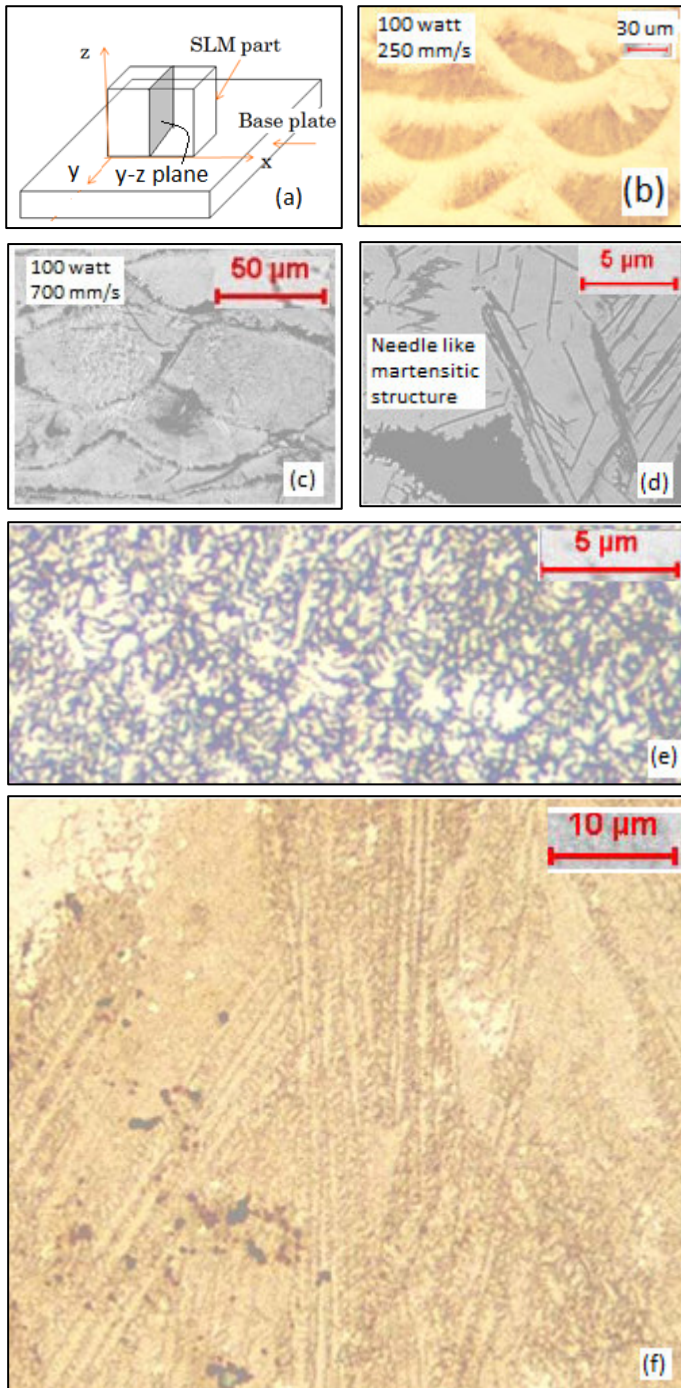 z
SLM part
Base plate
x
y
y-z plane
(a)
100 watt
250 mm/s
30 um
(b)
100 watt
700 mm/s
50 µm
(c)
5 µm
Needle like
martensitic
structure
(d)
5 µm
(e)
10 µm
(f)